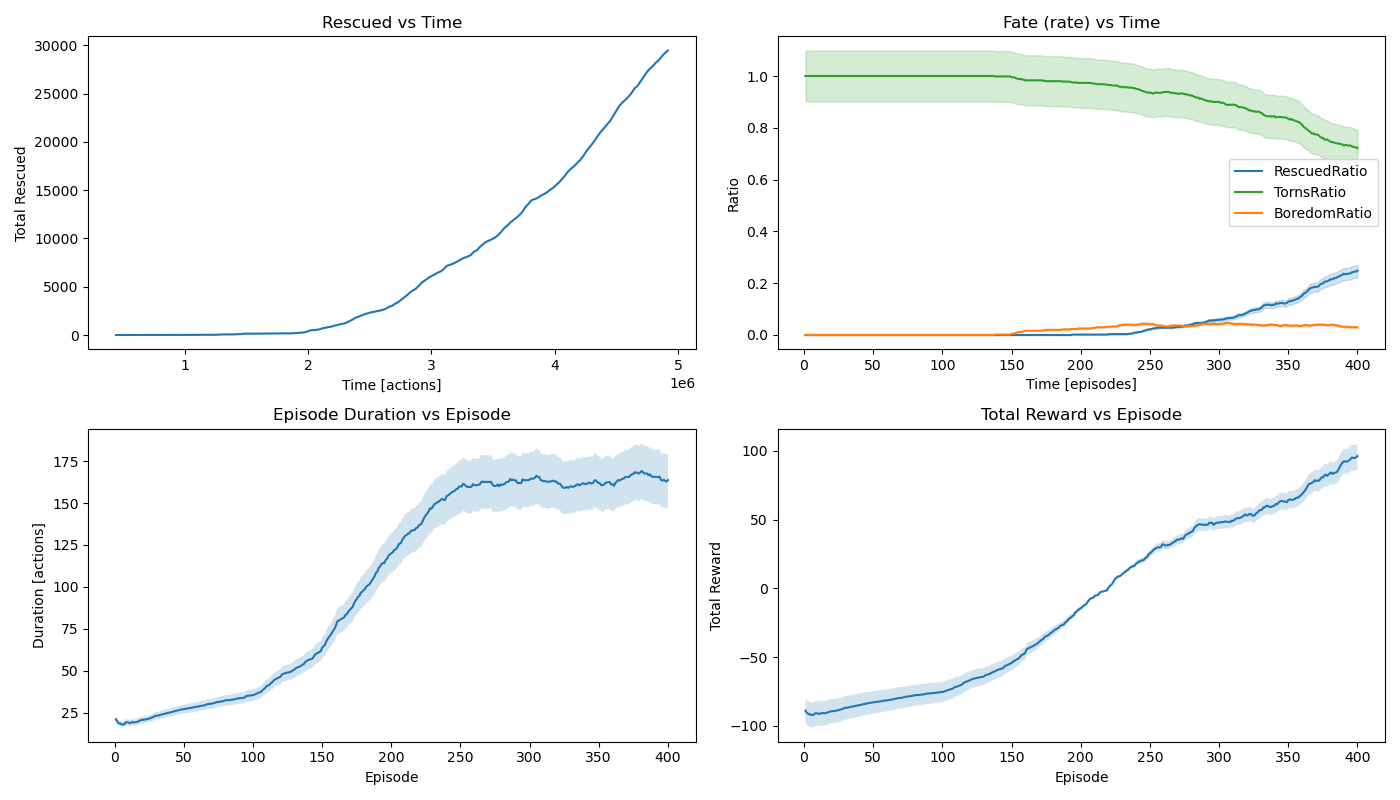 Rescued vs Time
30000
25000
20000
15000
10000
5000
0
Total Rescued
1 2 3 4 5
1e6
Time [actions]
Fate (rate) vs Time
1.0
0.8
0.6
0.4
0.2
0.0
Ratio
RescuedRatio
TornsRatio
BoredomRatio
0 50 100 150 200 250 300 350 400
Time [episodes]
Episode Duration vs Episode
175
150
125
100
75
50
25
Duration [actions]
0 50 100 150 200 250 300 350 400
Episode
Total Reward vs Episode
100
50
0
−50
−100
Total Reward
0 50 100 150 200 250 300 350 400
Episode